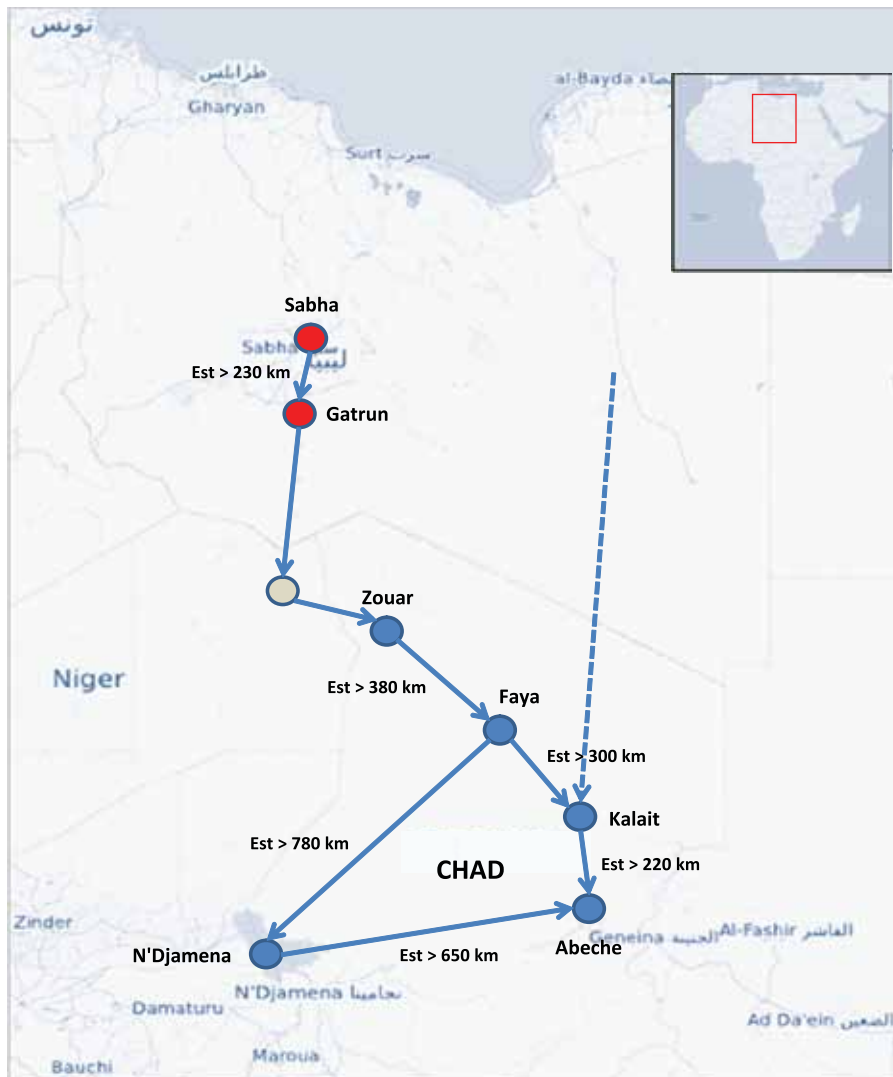 تونس
طرابلس
Gharyan
al-Bayda
Surt سرت
Sabha
Sabha
ليبيا
Est > 230 km
Gatrun
Zouar
Niger
Est > 380 km
Faya
Est > 300 km
Kalait
Est > 780 km
CHAD
Est > 220 km
Zinder
Abeche
Geneina الجنينة
Al-Fashir الفاشر
N'Djamena
Est > 650 km
N'Djamena نجامينا
Damaturu
Ad Da'ein الضعين
Maroua
Bauchi